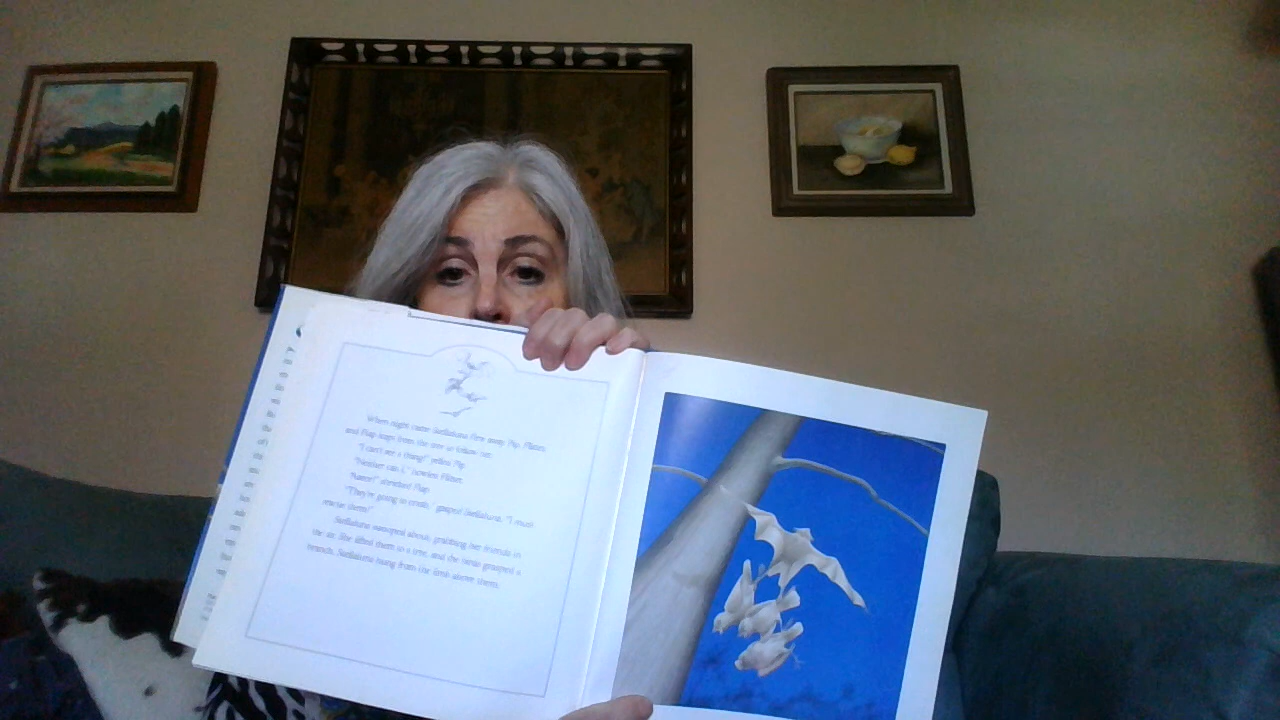 When night came Stellaluna flew away. Pip, Flitter,
and Flap leapt from the tree to follow her.
"I can't see a thing!" yelled Pip.
"Neither can I," howled Flitter.
"Aaeee!" shrieked Flap.
"They're going to crash," gasped Stellaluna. "I must
rescue them!"
Stellaluna swooped about, grabbing her friends in
the air. She lifted them to a tree, and the birds grasped a
branch. Stellaluna hung from the limb above them.